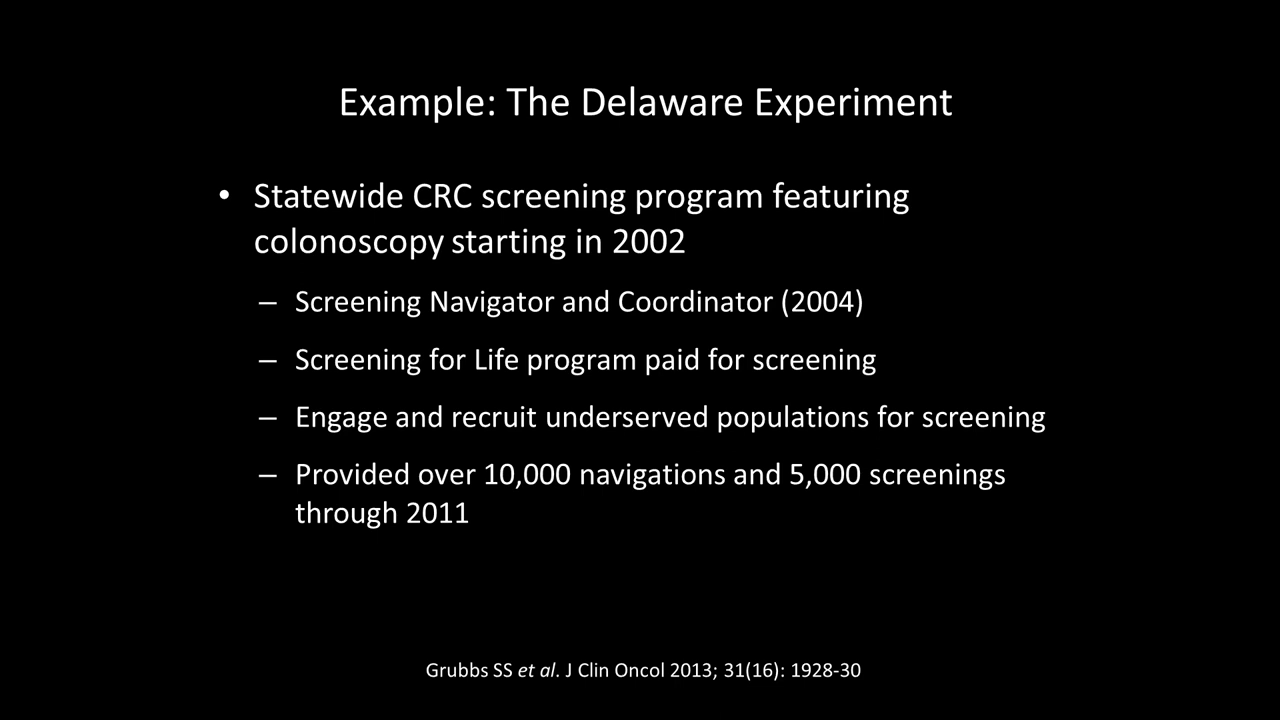 Example: The Delaware Experiment
• Statewide CRC screening program featuring
colonoscopy starting in 2002
– Screening Navigator and Coordinator (2004)
– Screening for Life program paid for screening
– Engage and recruit underserved populations for screening
– Provided over 10,000 navigations and 5,000 screenings
through 2011
Grubbs SS et al. J Clin Oncol 2013; 31(16): 1928-30